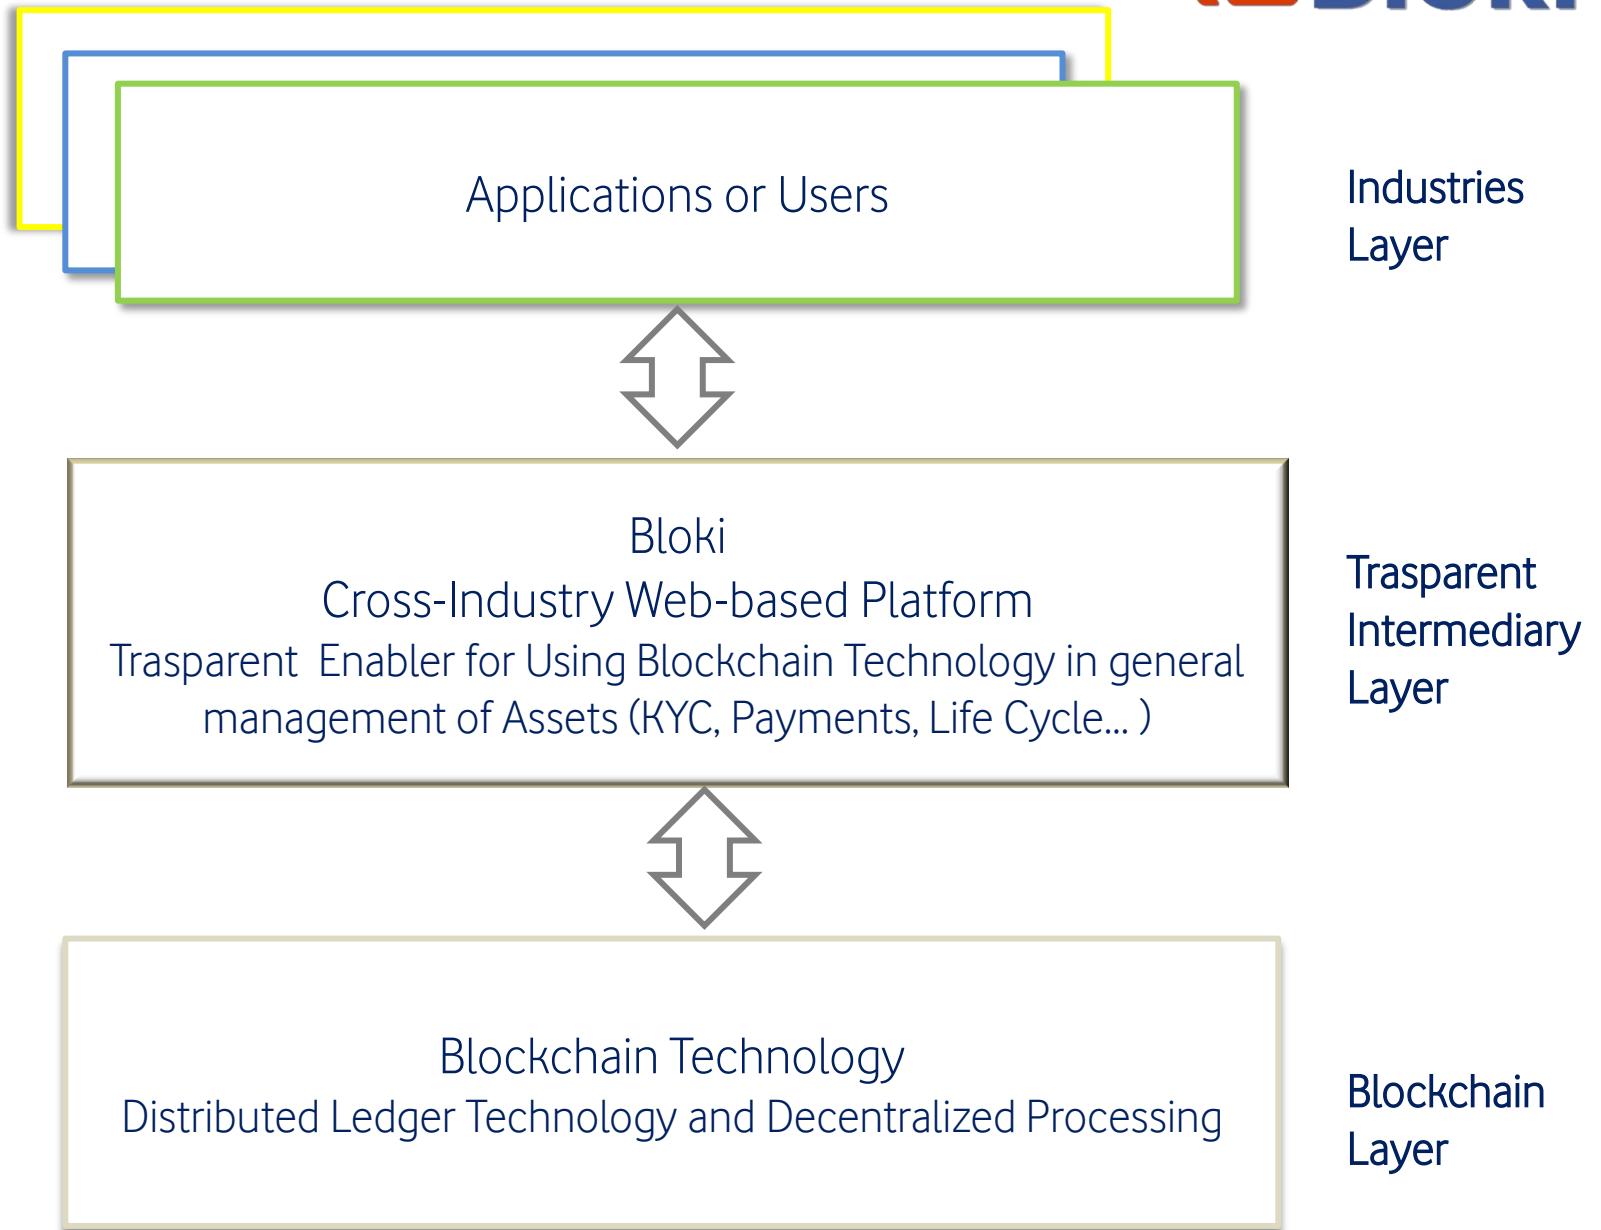 Applications or Users
Industries
Layer
Bloki
Cross-Industry Web-based Platform
Trasparent  Enabler for Using Blockchain Technology in general
management of Assets (KYC, Payments, Life Cycle... )
Trasparent
Intermediary
Layer
Blockchain Technology
Distributed Ledger Technology and Decentralized Processing
Blockchain
Layer